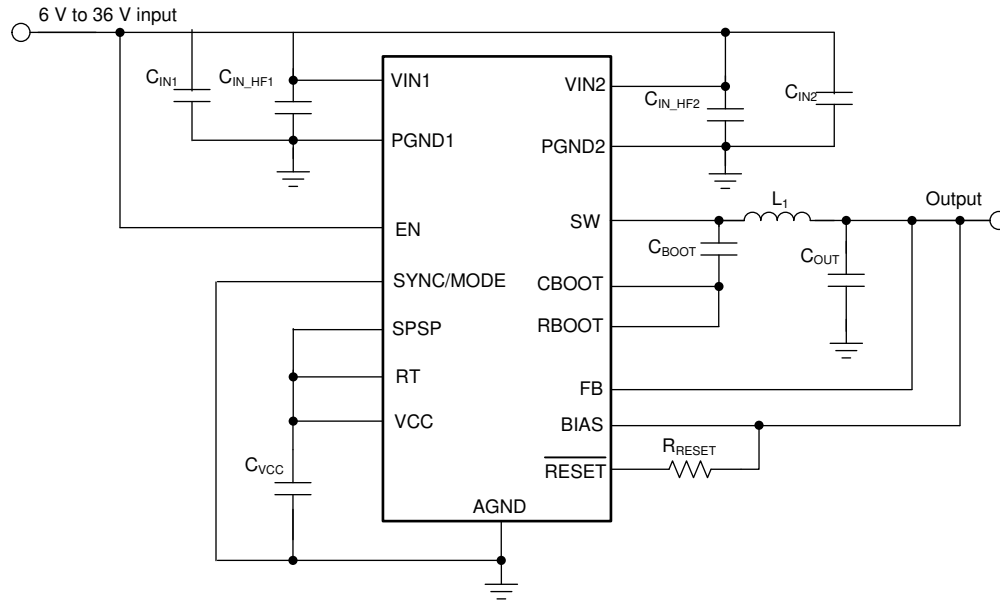 6 V to 36 V input
C_IN1
C_IN_HF1
VIN1
PGND1
EN
SYNC/MODE
SPSP
RT
VCC
C_VCC
AGND
VIN2
PGND2
SW
CBOOT
RBOOT
FB
BIAS
RESET
C_IN_HF2
C_IN2
L_1
Output
C_BOOT
C_OUT
R_RESET